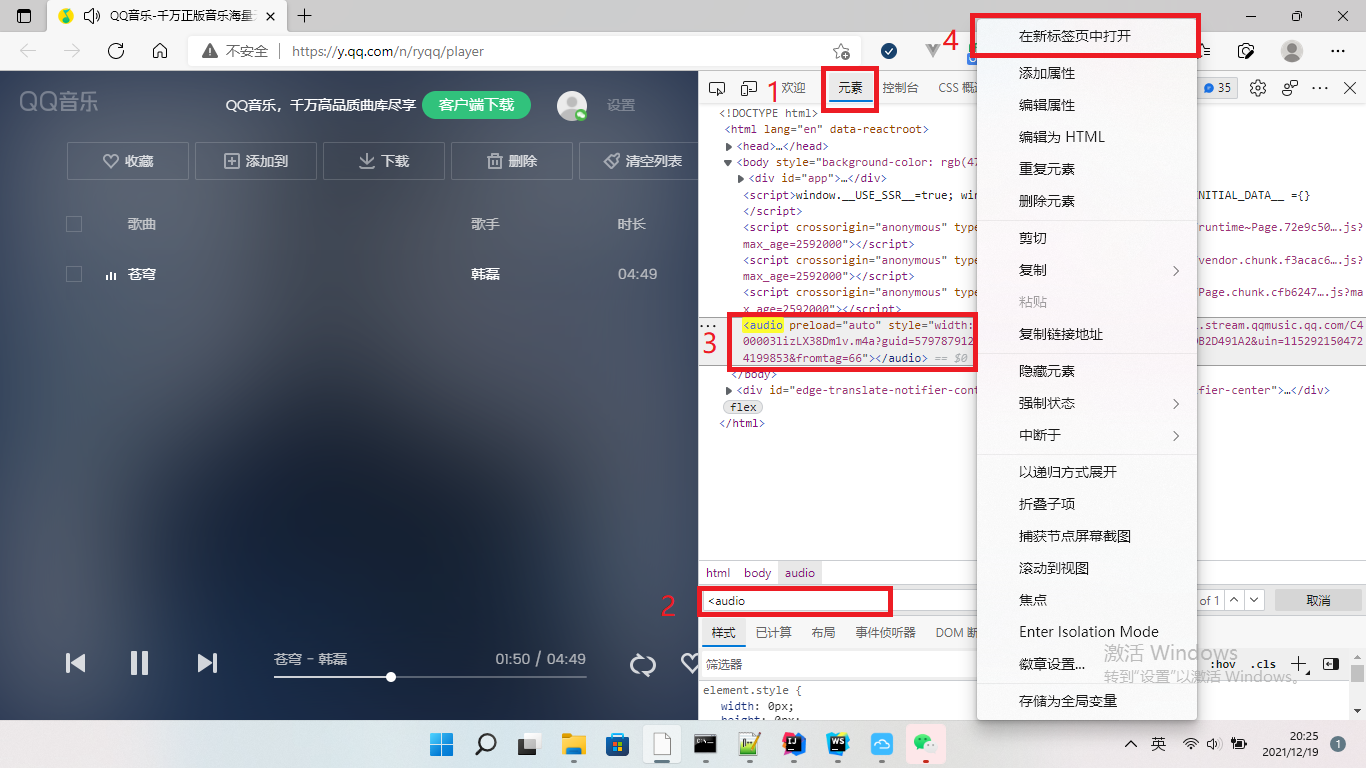 QQ音乐-千万正版音乐海量
不安全
https://y.qq.com/n/ryqq/player
4
QQ音乐
QQ音乐，千万高品质曲库尽享
客户端下载
设置
收藏
添加到
下载
删除
清空列表
歌曲
歌手
时长
苍穹
韩磊
04:49
苍穹 - 韩磊
01:50 / 04:49
1
欢迎
元素
控制台
CSS 概
35
<!DOCTYPE html>
<html lang="en" data-reactroot>
<head>…</head>
<body style="background-color: rgb(47
<div id="app">…</div>
<script>window.__USE_SSR__=true; wi
NITIAL_DATA__ ={}
</script>
<script crossorigin="anonymous" type
runtime~Page.72e9c50….js?
max_age=2592000"></script>
<script crossorigin="anonymous" type
vendor.chunk.f3acac6….js?
max_age=2592000"></script>
<script crossorigin="anonymous" type
Page.chunk.cfb6247….js?ma
x_age=2592000"></script>
3
<audio preload="auto" style="width:
l.stream.qqmusic.qq.com/C4
00003lizLX38Dm1v.m4a?guid=579787912
B2D491A2&uin=115292150472
4199853&fromtag=66"></audio> == $0
</body>
<div id="edge-translate-notifier-cont
fier-center">…</div>
flex
</html>
html
body
audio
2
<audio
of 1
取消
样式
已计算
布局
事件侦听器
DOM 断
筛选器
:hov
.cls
element.style {
width: 0px;
height: 0px;
在新标签页中打开
添加属性
编辑属性
编辑为 HTML
重复元素
删除元素
剪切
复制
粘贴
复制链接地址
隐藏元素
强制状态
中断于
以递归方式展开
折叠子项
捕获节点屏幕截图
滚动到视图
焦点
Enter Isolation Mode
徽章设置...
存储为全局变量
激活 Windows
转到"设置"以激活 Windows。
英
20:25
2021/12/19
1